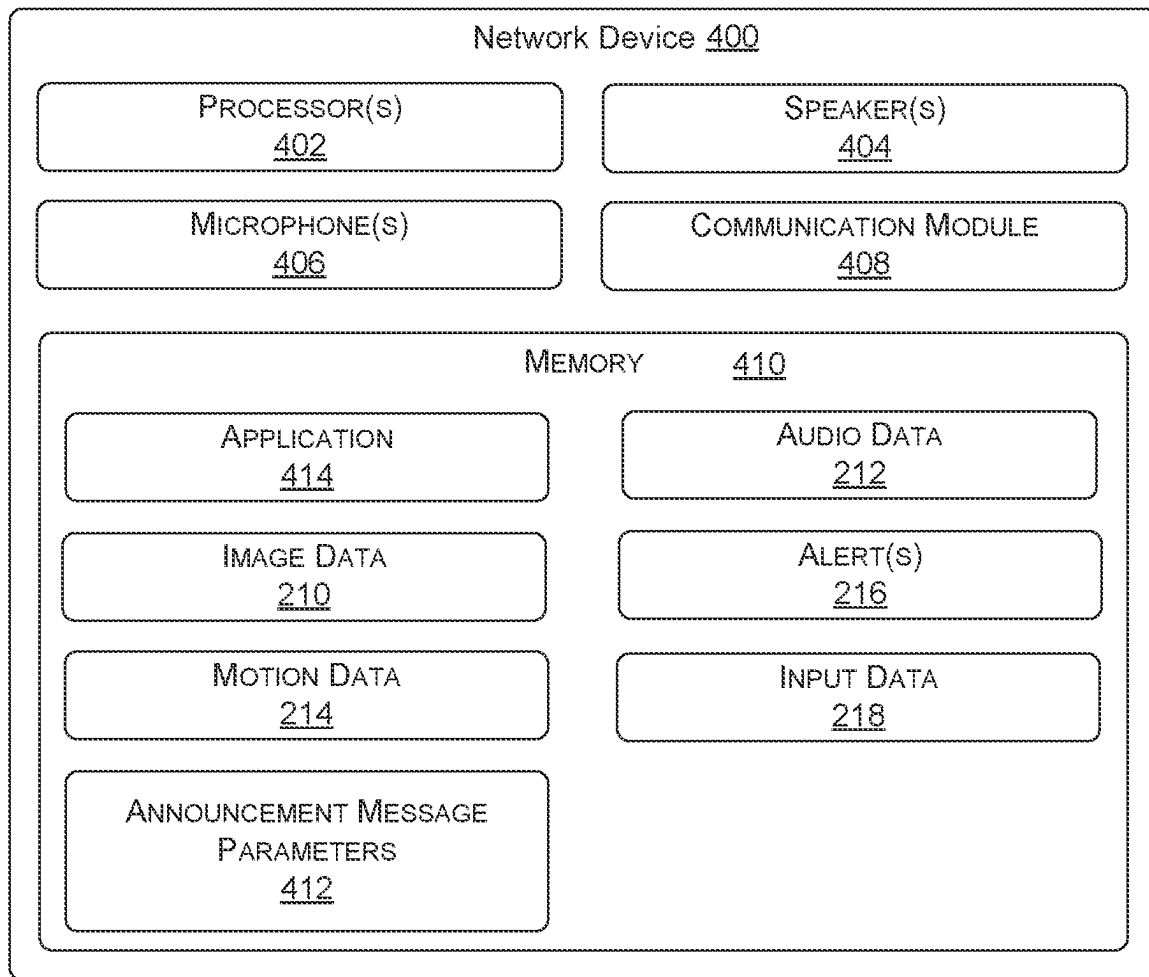 Network Device 400
PROCESSOR(S)
402
SPEAKER(S)
404
MICROPHONE(S)
406
COMMUNICATION MODULE
408
MEMORY 410
APPLICATION
414
AUDIO DATA
212
IMAGE DATA
210
ALERT(S)
216
MOTION DATA
214
INPUT DATA
218
ANNOUNCEMENT MESSAGE
PARAMETERS
412